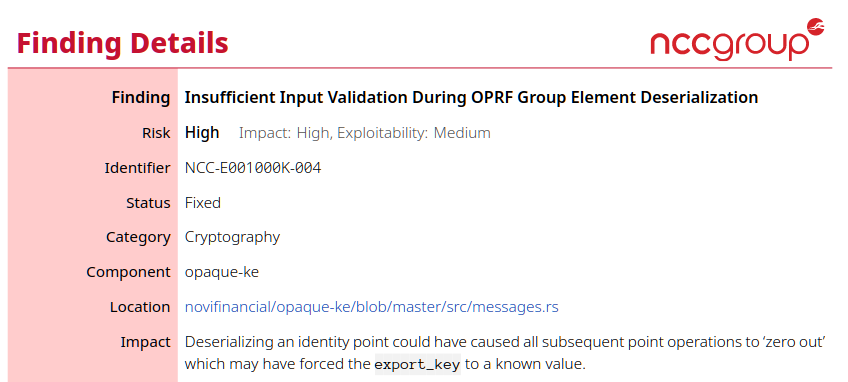 Finding Details
nccgroup
Finding Insufficient Input Validation During OPRF Group Element Deserialization
Risk High Impact: High, Exploitability: Medium
Identifier NCC-E001000K-004
Status Fixed
Category Cryptography
Component opaque-ke
Location novifinancial/opaque-ke/blob/master/src/messages.rs
Impact Deserializing an identity point could have caused all subsequent point operations to ‘zero out’
which may have forced the export_key to a known value.